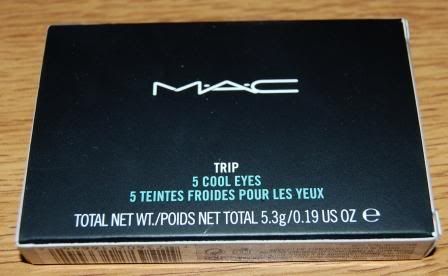 M·A·C
TRIP
5 COOL EYES
5 TEINTES FROIDES POUR LES YEUX
TOTAL NET WT./POIDS NET TOTAL 5.3g/0.19 US OZ ℮